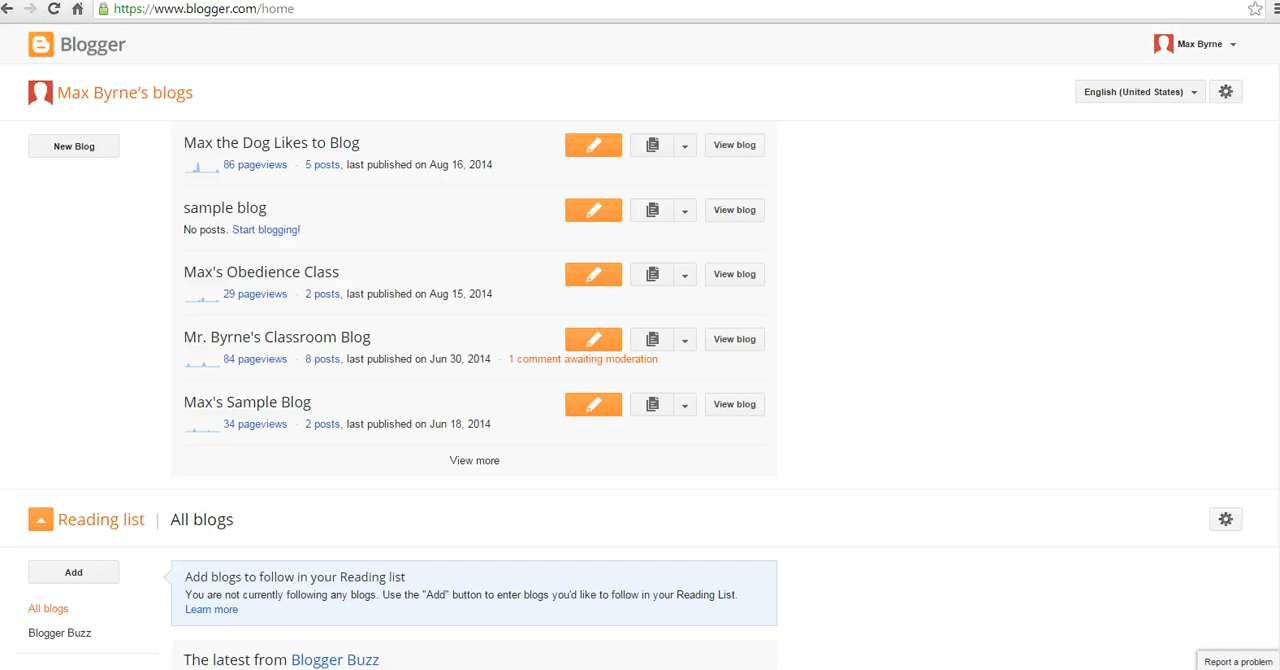 https://www.blogger.com/home
Blogger
Max Byrne
Max Byrne's blogs
English (United States)
New Blog
Max the Dog Likes to Blog
View blog
86 pageviews - 5 posts, last published on Aug 16, 2014
sample blog
View blog
No posts. Start blogging!
Max's Obedience Class
View blog
29 pageviews - 2 posts, last published on Aug 15, 2014
Mr. Byrne's Classroom Blog
View blog
84 pageviews - 8 posts, last published on Jun 30, 2014 - 1 comment awaiting moderation
Max's Sample Blog
View blog
34 pageviews - 2 posts, last published on Jun 18, 2014
View more
Reading list | All blogs
Add
Add blogs to follow in your Reading list
You are not currently following any blogs. Use the "Add" button to enter blogs you'd like to follow in your Reading List.
Learn more
All blogs
Blogger Buzz
The latest from Blogger Buzz
Report a problem